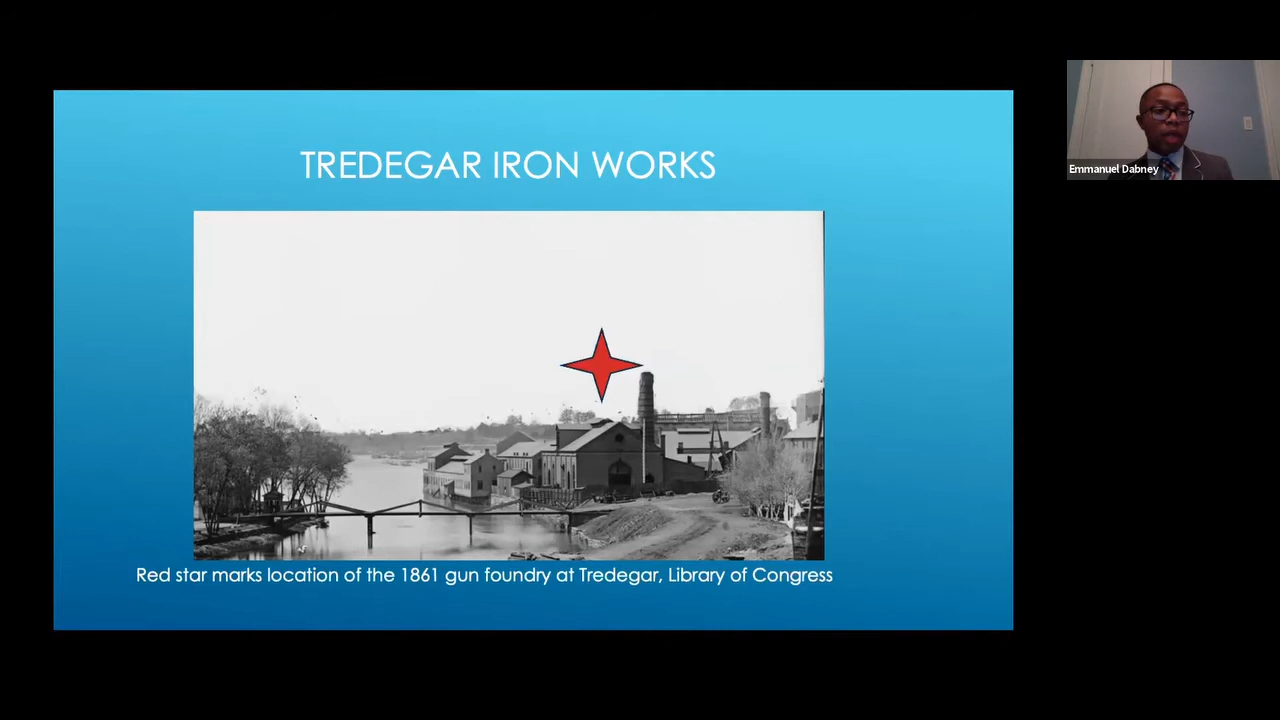 TREDEGAR IRON WORKS
Red star marks location of the 1861 gun foundry at Tredegar, Library of Congress
Emmanuel Dabney